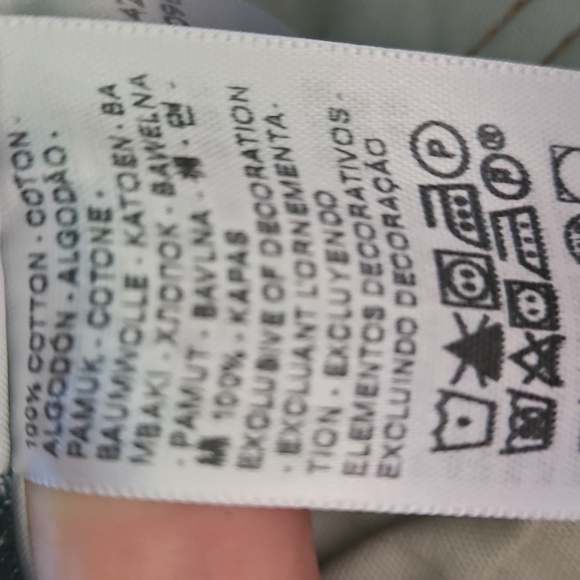 100% COTTON · COTON ·
ALGODÓN · ALGODÃO ·
PAMUK · COTONE ·
BAUMWOLLE · KATOEN · BA
MBAKI · ХЛОПОК · BAWEŁNA
· PAMUT · BAVLNA ·
100% · KAPAS
EXCLUSIVE OF DECORATION
· EXCLUANT L'ORNEMENTA-
TION · EXCLUYENDO
ELEMENTOS DECORATIVOS ·
EXCLUINDO DECORAÇÃO
P
P